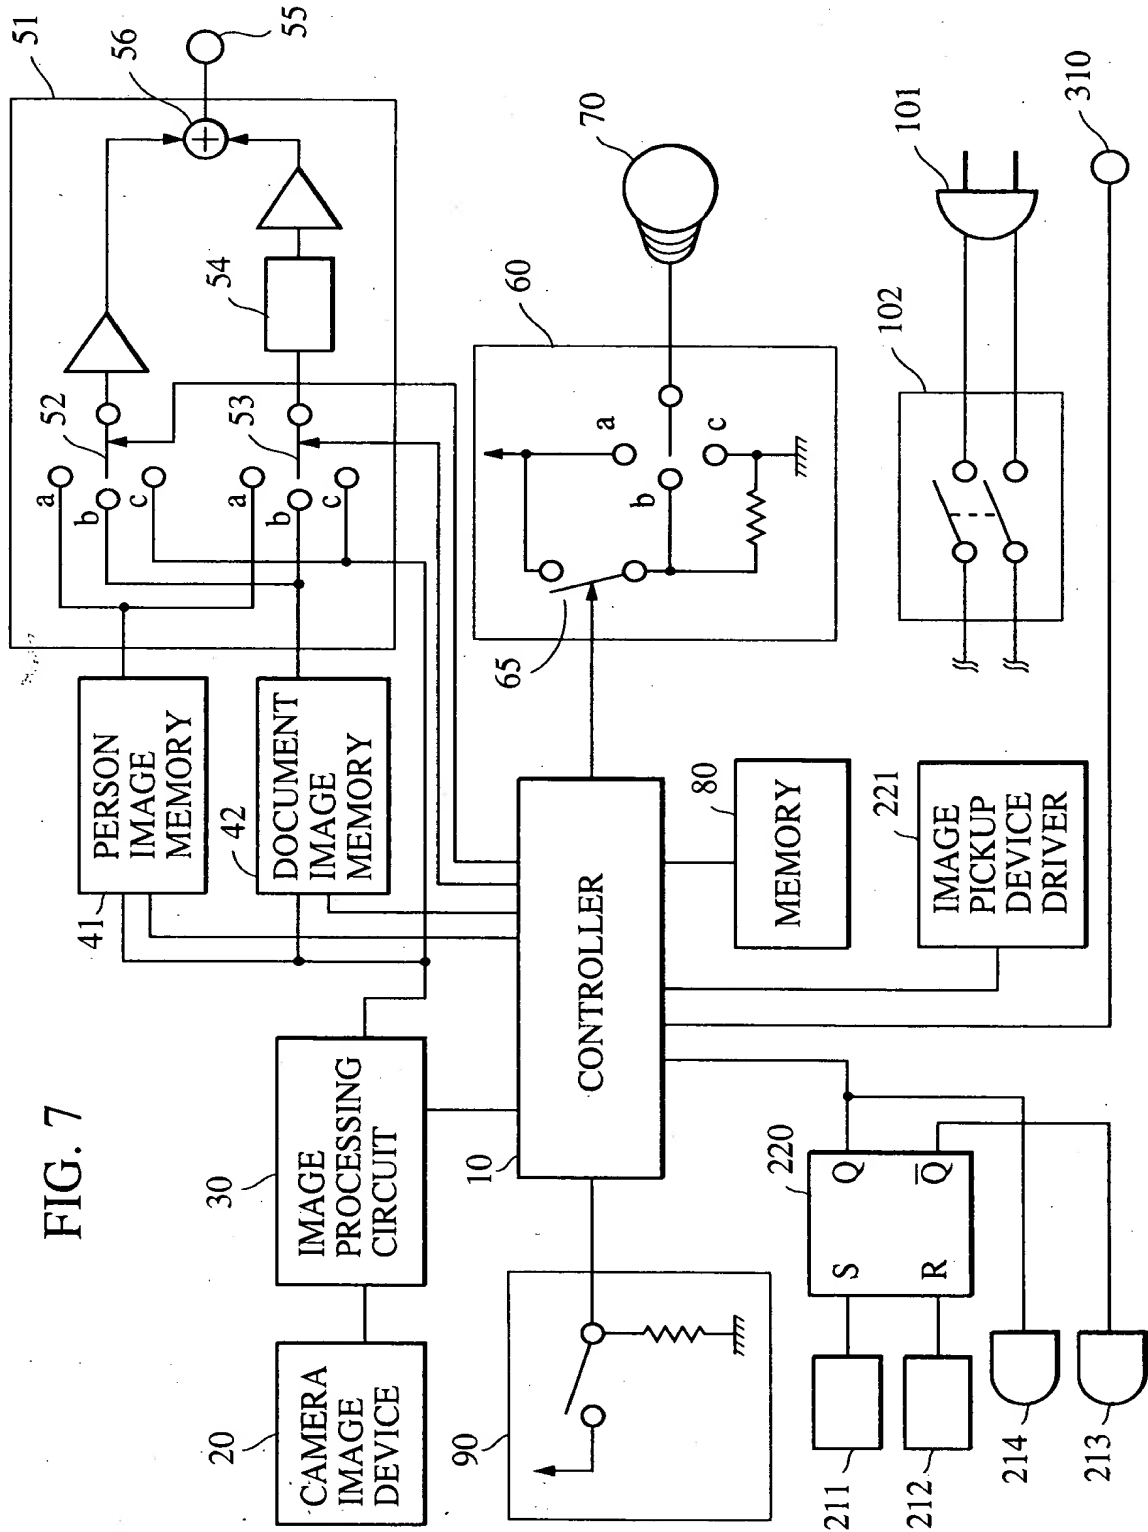 FIG. 7
20
CAMERA
IMAGE
DEVICE
30
IMAGE
PROCESSING
CIRCUIT
41
PERSON
IMAGE
MEMORY
42
DOCUMENT
IMAGE
MEMORY
51
a
b
c
52
a
b
c
53
54
56
55
90
10
CONTROLLER
65
60
a
b
c
70
80
MEMORY
211
212
214
213
220
S
R
Q
Q̅
221
IMAGE
PICKUP
DEVICE
DRIVER
102
101
310